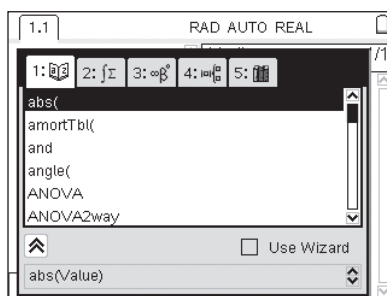 1.1 RAD AUTO REAL
1: 2: ∫Σ 3: ∞β° 4: 5:
abs(
amortTbl(
and
angle(
ANOVA
ANOVA2way
Use Wizard
abs(Value)